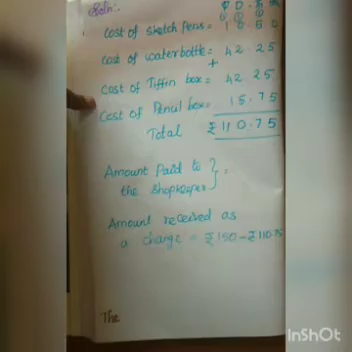 Soln:
Cost of sketch pens = 10.50
Cost of waterbottle = 42.25
+
Cost of Tiffin box = 42.25
Cost of Pencil box = 15.75
Total ₹110.75
Amount Paid to } =
the shopkeeper
Amount received as
a change = ₹150 - ₹110.75
The
InShOt